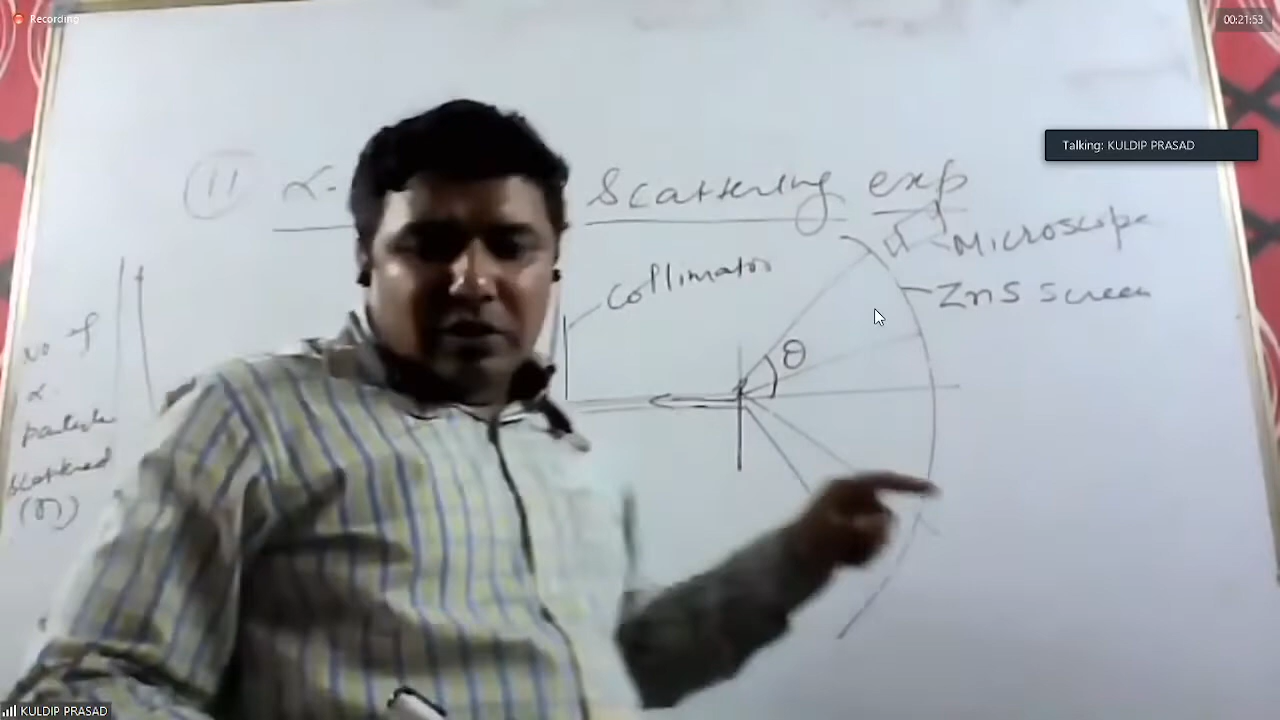 Recording
00:21:53
Talking: KULDIP PRASAD
11 α- Scattering exp
Microscope
Collimator
ZnS Screen
θ
No of
α-
particle
scattered
(n)
KULDIP PRASAD